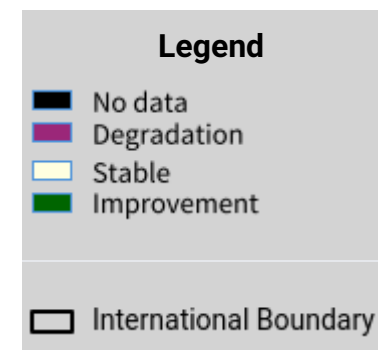 Legend
No data
Degradation
Stable
Improvement
International Boundary